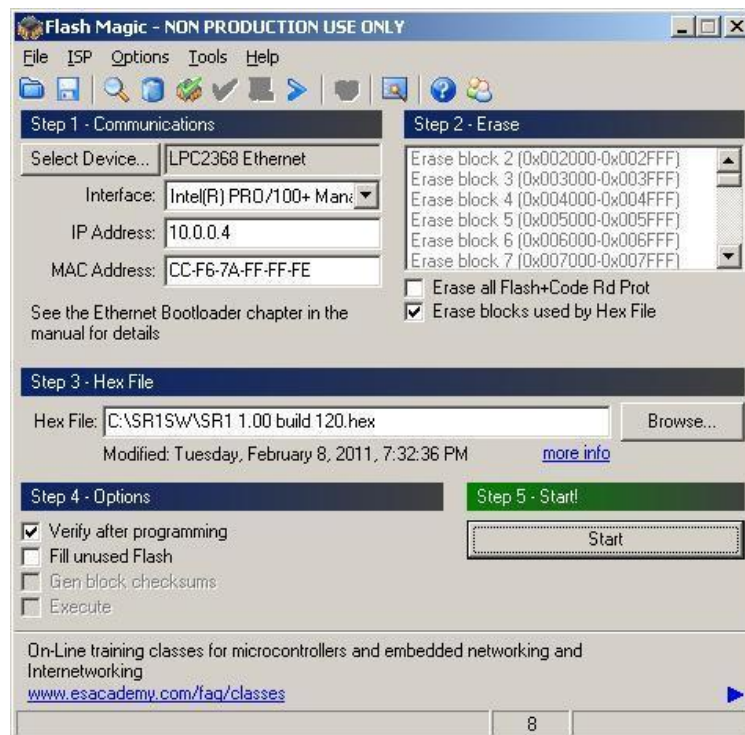 Flash Magic - NON PRODUCTION USE ONLY
File ISP Options Tools Help
Step 1 - Communications
Select Device... LPC2368 Ethernet
Interface: Intel(R) PRO/100+ Mana
IP Address: 10.0.0.4
MAC Address: CC-F6-7A-FF-FF-FE
See the Ethernet Bootloader chapter in the
manual for details
Step 2 - Erase
Erase block 2 (0x002000-0x002FFF)
Erase block 3 (0x003000-0x003FFF)
Erase block 4 (0x004000-0x004FFF)
Erase block 5 (0x005000-0x005FFF)
Erase block 6 (0x006000-0x006FFF)
Erase block 7 (0x007000-0x007FFF)
Erase all Flash+Code Rd Prot
Erase blocks used by Hex File
Step 3 - Hex File
Hex File: C:\SR1SW\SR1 1.00 build 120.hex Browse...
Modified: Tuesday, February 8, 2011, 7:32:36 PM more info
Step 4 - Options
Verify after programming
Fill unused Flash
Gen block checksums
Execute
Step 5 - Start!
Start
On-Line training classes for microcontrollers and embedded networking and
Internetworking
www.esacademy.com/faq/classes
8